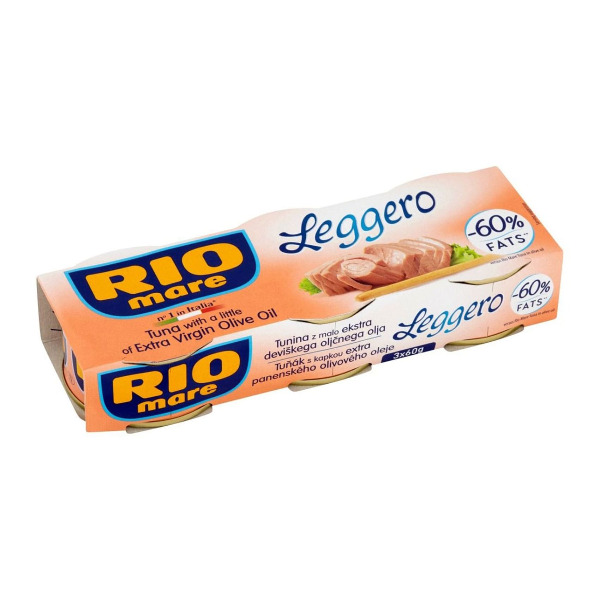 RIO
mare
n°1 in Italia*
Tuna with a little
of Extra Virgin Olive Oil
Leggero
-60%
FATS**
RIO
mare
Tunina z malo ekstra
deviškega oljčnega olja
Tuňák s kapkou extra
panenského olivového oleje
Leggero
3x60g
-60%
FATS**